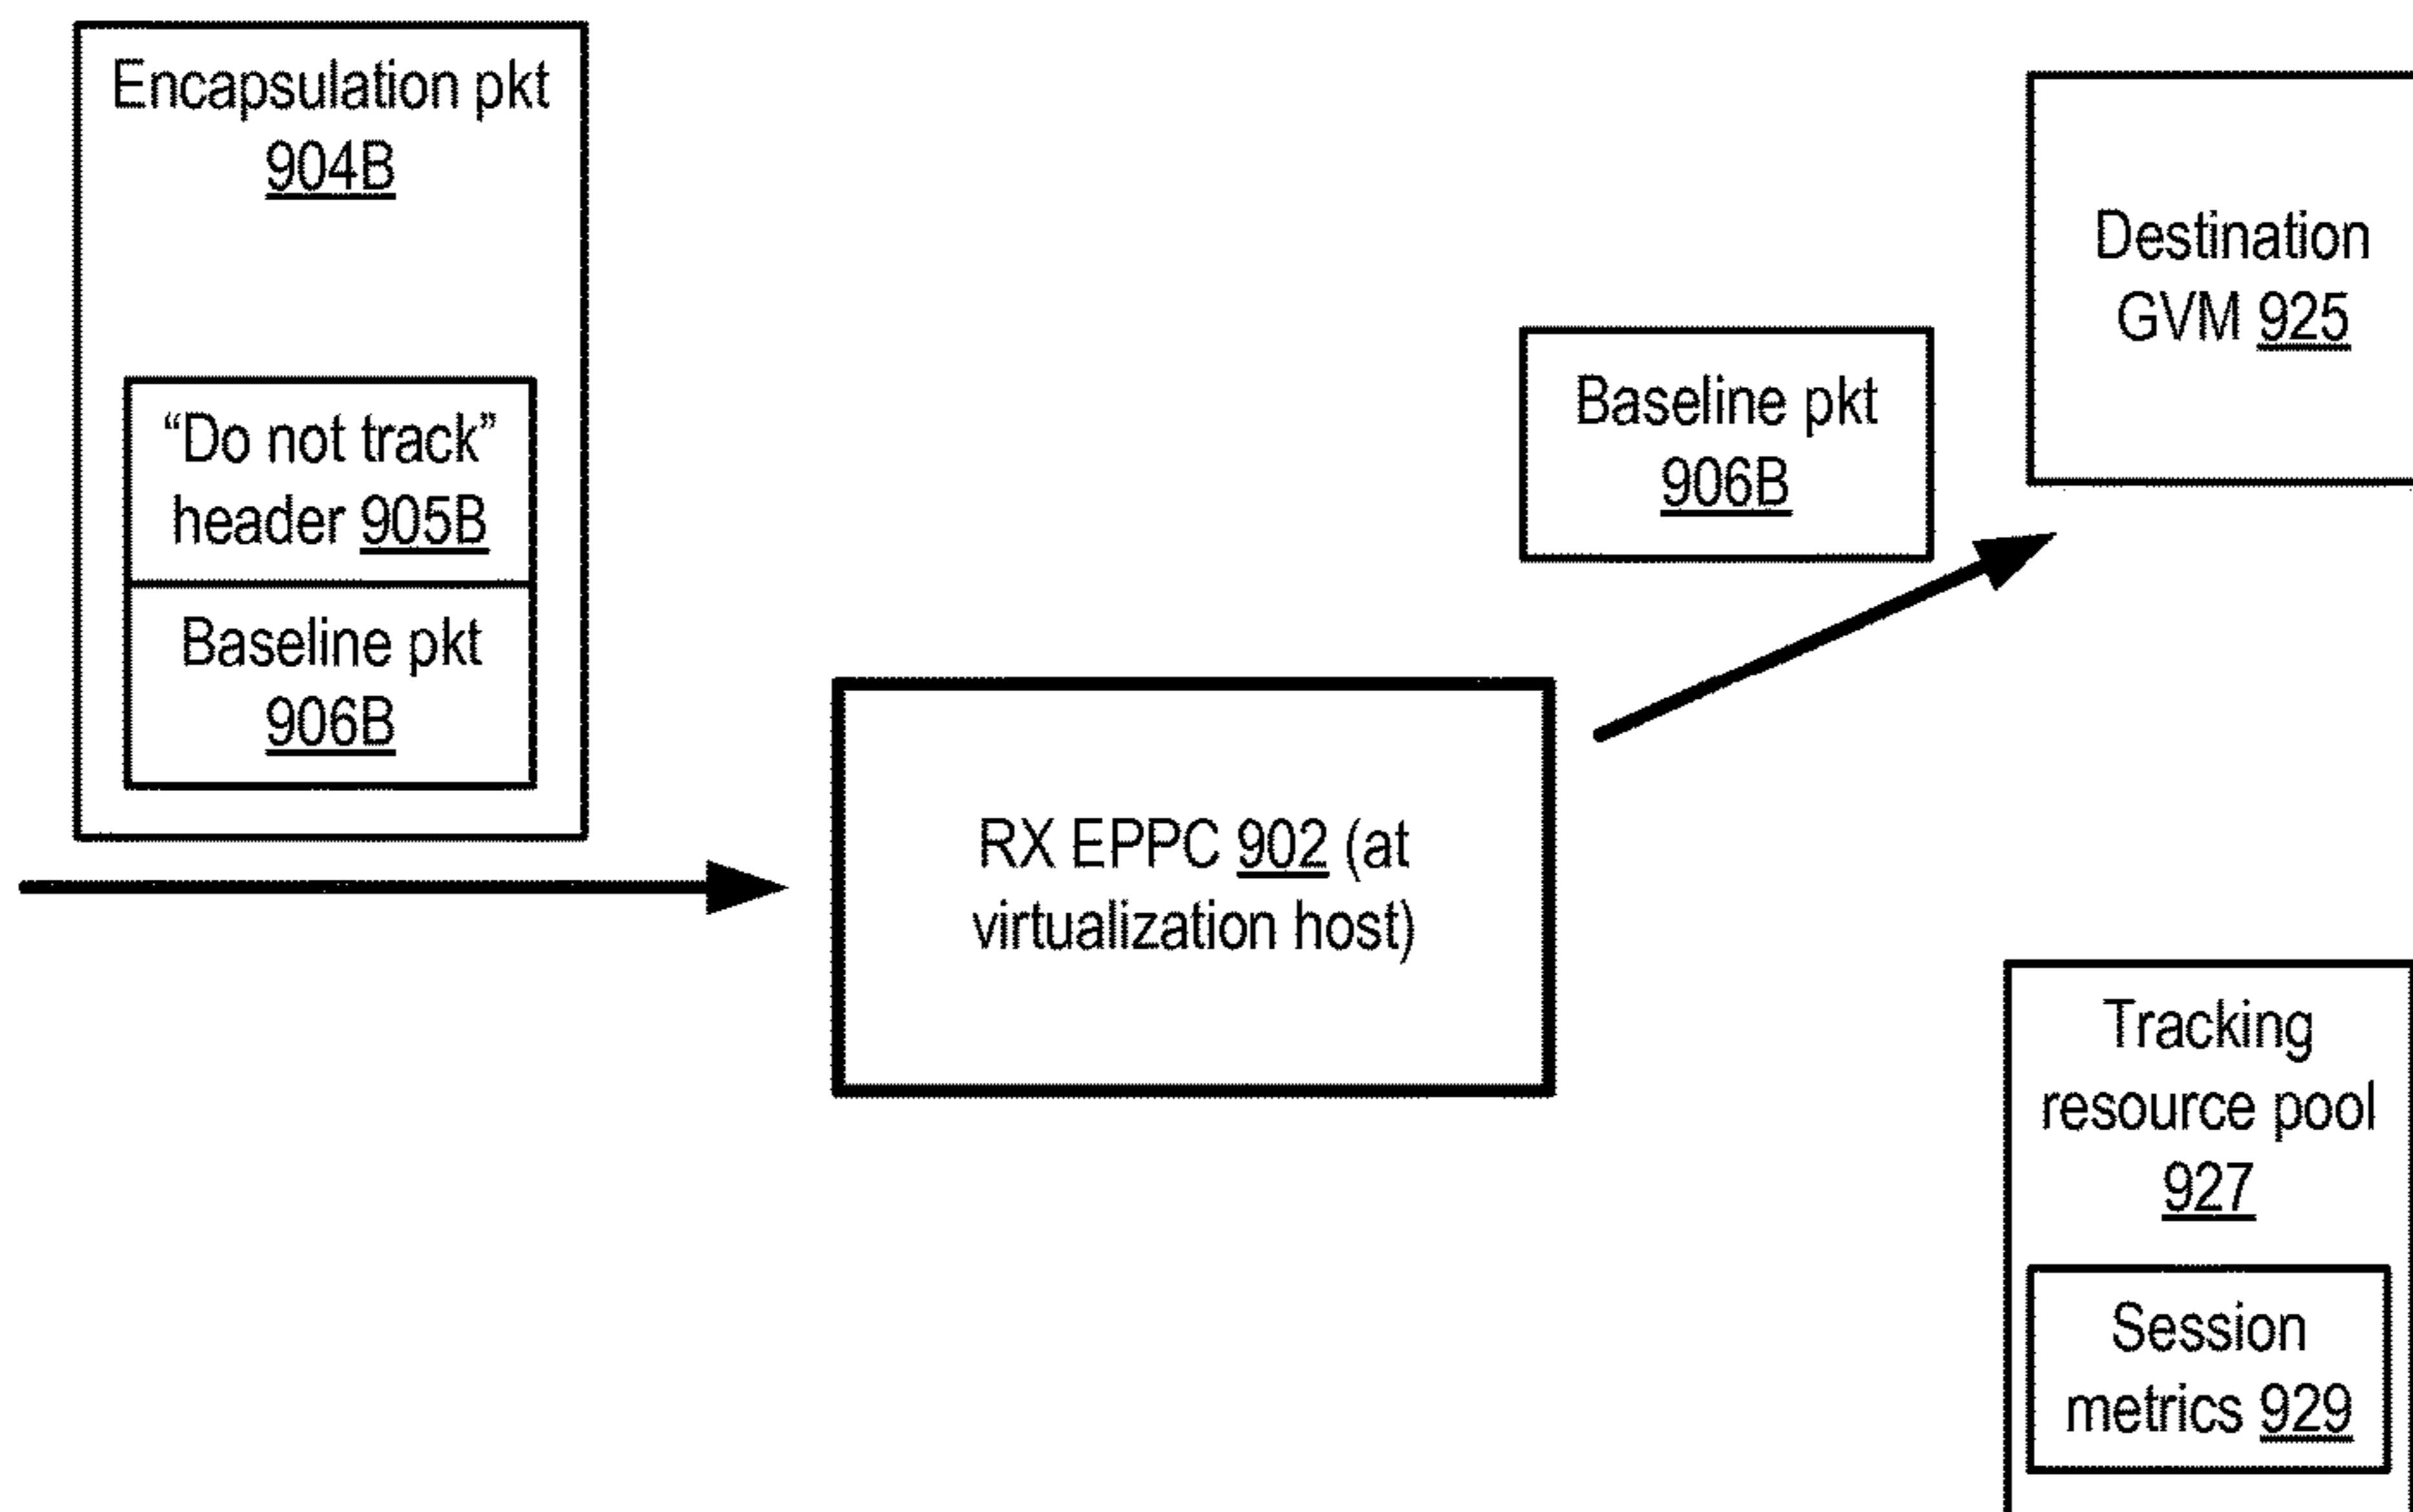 Encapsulation pkt
904B
“Do not track”
header 905B
Baseline pkt
906B
RX EPPC 902 (at
virtualization host)
Baseline pkt
906B
Destination
GVM 925
Tracking
resource pool
927
Session
metrics 929